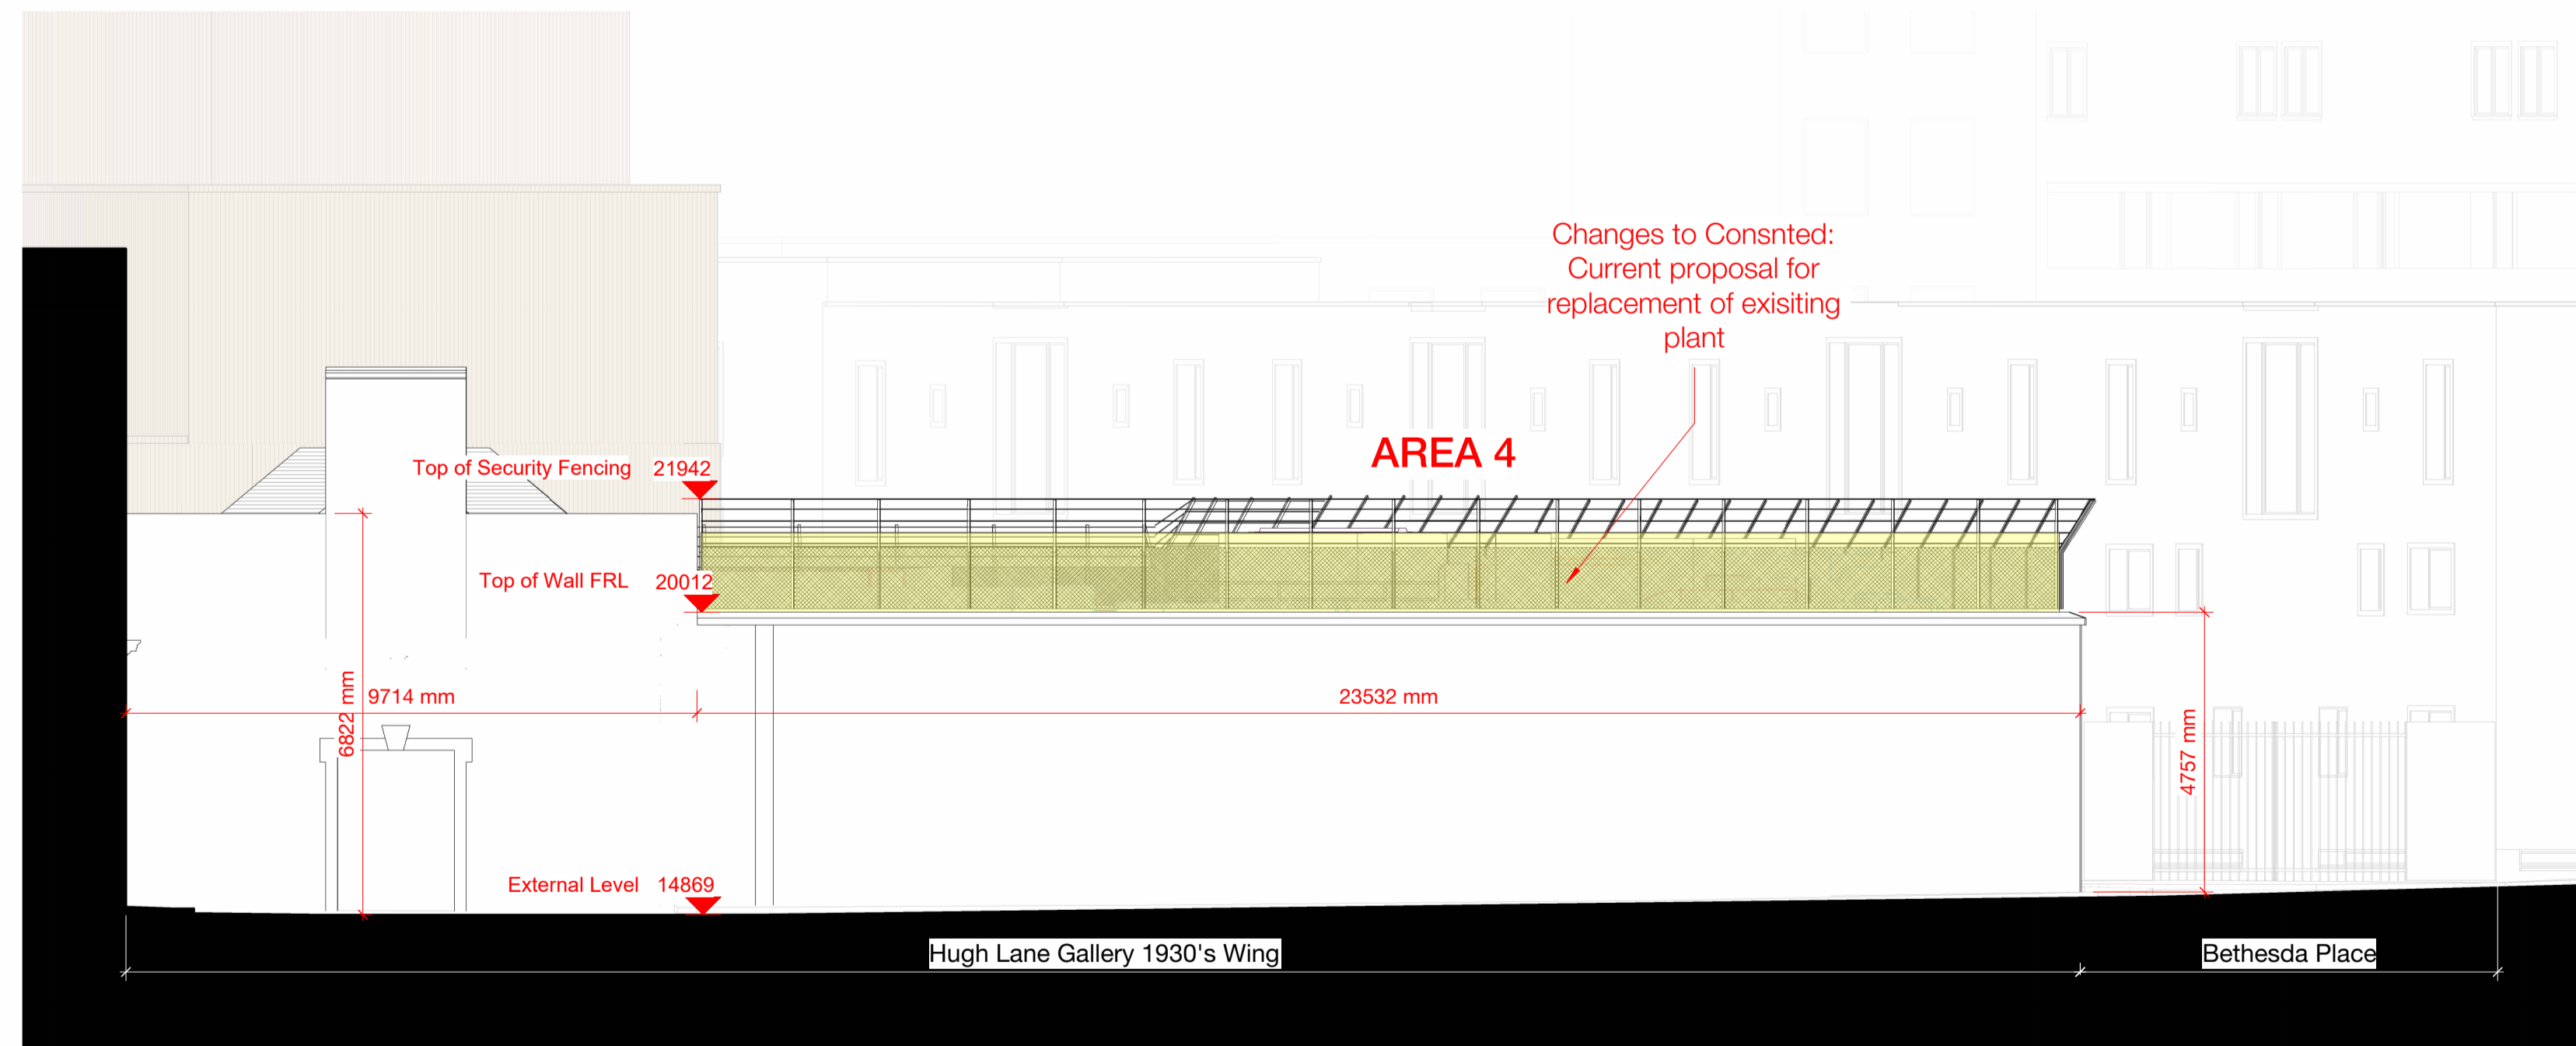 Changes to Consnted:
Current proposal for
replacement of exisiting
plant
AREA 4
Top of Security Fencing 21942
Top of Wall FRL 20012
6822 mm
9714 mm
23532 mm
4757 mm
External Level 14869
Hugh Lane Gallery 1930's Wing
Bethesda Place